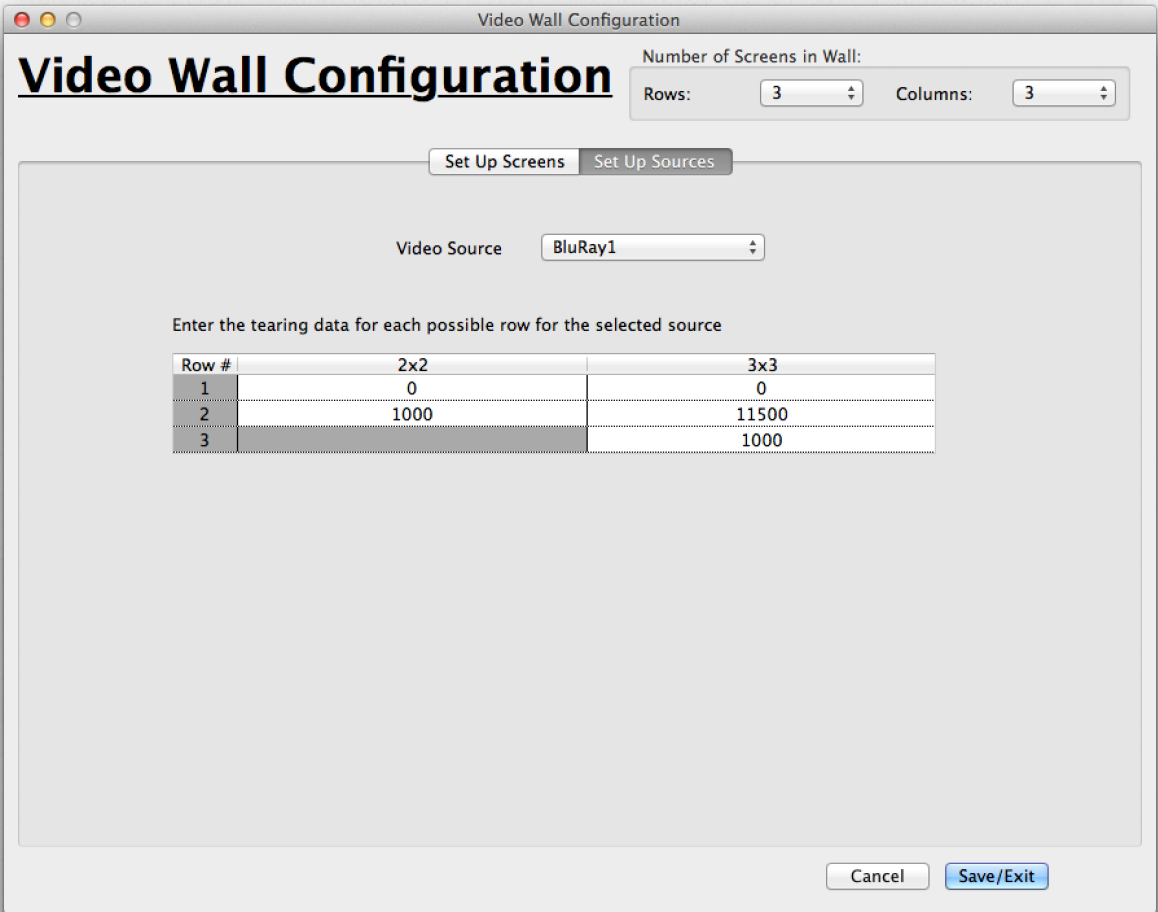 Video Wall Configuration
Video Wall Configuration
Number of Screens in Wall:
Rows: 3 Columns: 3
Set Up Screens Set Up Sources
Video Source BluRay1
Enter the tearing data for each possible row for the selected source
Row # 2x2 3x3
1 0 0
2 1000 11500
3 1000
Cancel Save/Exit